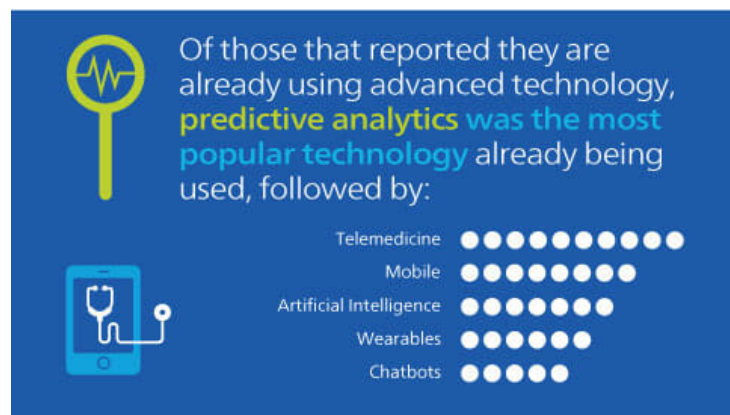 Of those that reported they are
already using advanced technology,
predictive analytics was the most
popular technology already being
used, followed by:
Telemedicine
Mobile
Artificial Intelligence
Wearables
Chatbots